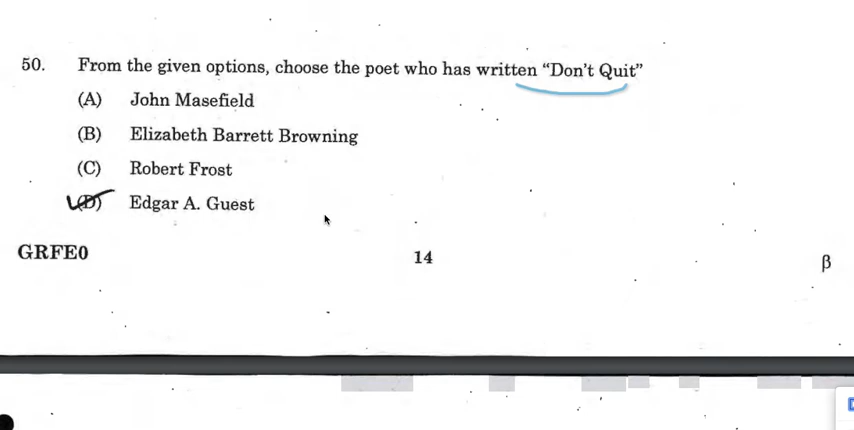 50. From the given options, choose the poet who has written “Don’t Quit”
(A) John Masefield
(B) Elizabeth Barrett Browning
(C) Robert Frost
(D) Edgar A. Guest
GRFE0 14 β